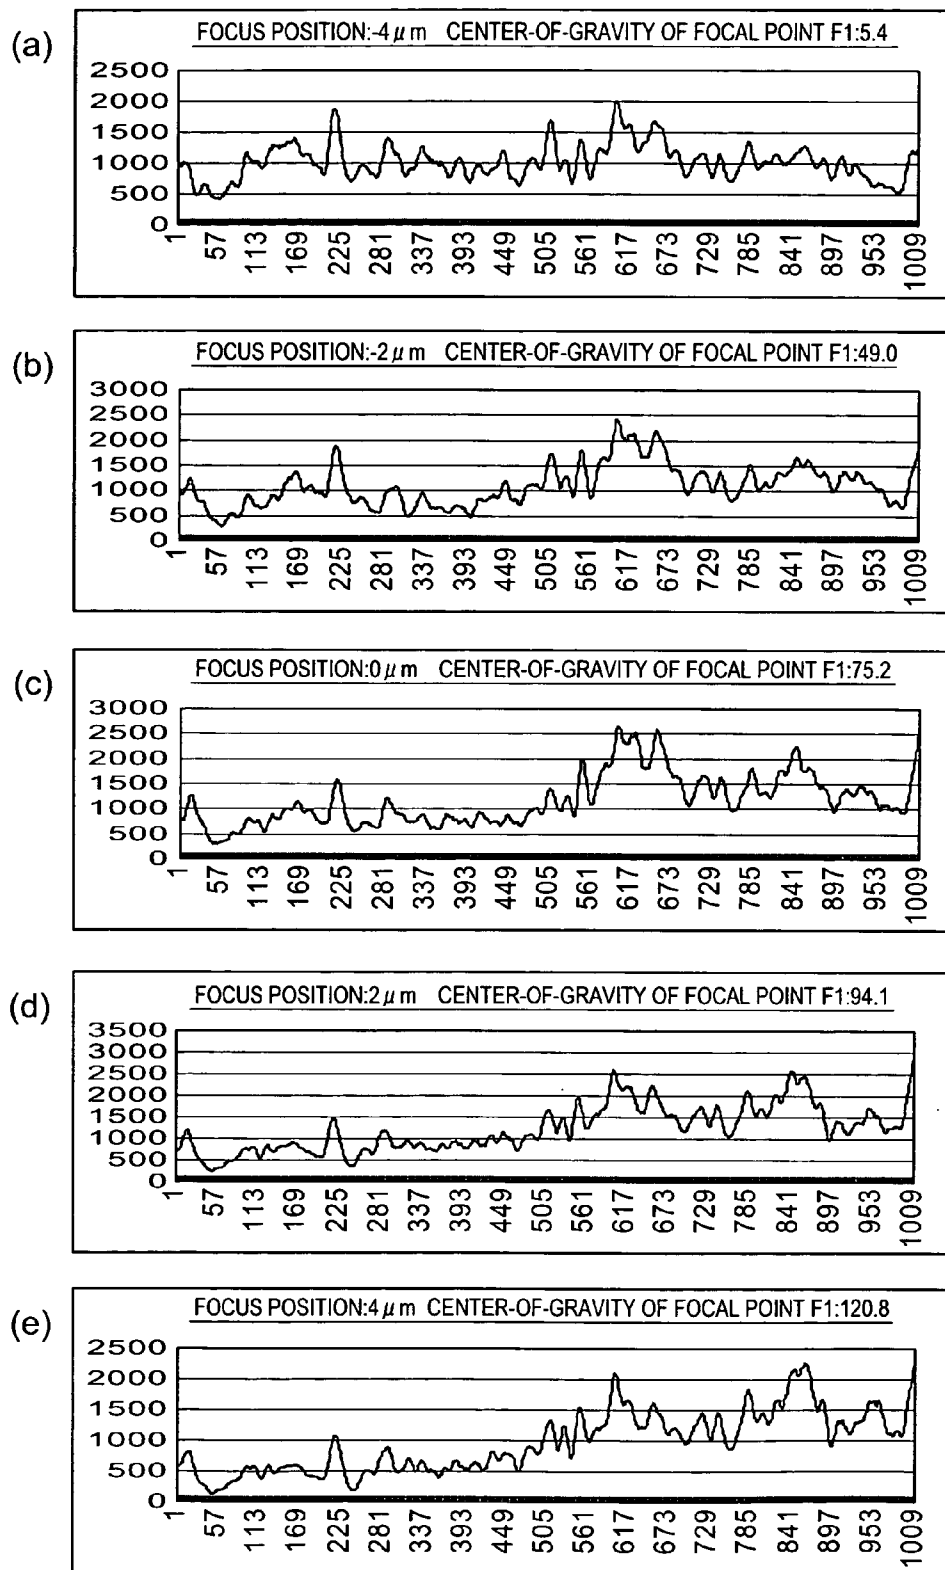 (a)
FOCUS POSITION:-4μm CENTER-OF-GRAVITY OF FOCAL POINT F1:5.4
2500
2000
1500
1000
500
0
1 57 113 169 225 281 337 393 449 505 561 617 673 729 785 841 897 953 1009
(b)
FOCUS POSITION:-2μm CENTER-OF-GRAVITY OF FOCAL POINT F1:49.0
3000
2500
2000
1500
1000
500
0
1 57 113 169 225 281 337 393 449 505 561 617 673 729 785 841 897 953 1009
(c)
FOCUS POSITION:0μm CENTER-OF-GRAVITY OF FOCAL POINT F1:75.2
3000
2500
2000
1500
1000
500
0
1 57 113 169 225 281 337 393 449 505 561 617 673 729 785 841 897 953 1009
(d)
FOCUS POSITION:2μm CENTER-OF-GRAVITY OF FOCAL POINT F1:94.1
3500
3000
2500
2000
1500
1000
500
0
1 57 113 169 225 281 337 393 449 505 561 617 673 729 785 841 897 953 1009
(e)
FOCUS POSITION:4μm CENTER-OF-GRAVITY OF FOCAL POINT F1:120.8
2500
2000
1500
1000
500
0
1 57 113 169 225 281 337 393 449 505 561 617 673 729 785 841 897 953 1009